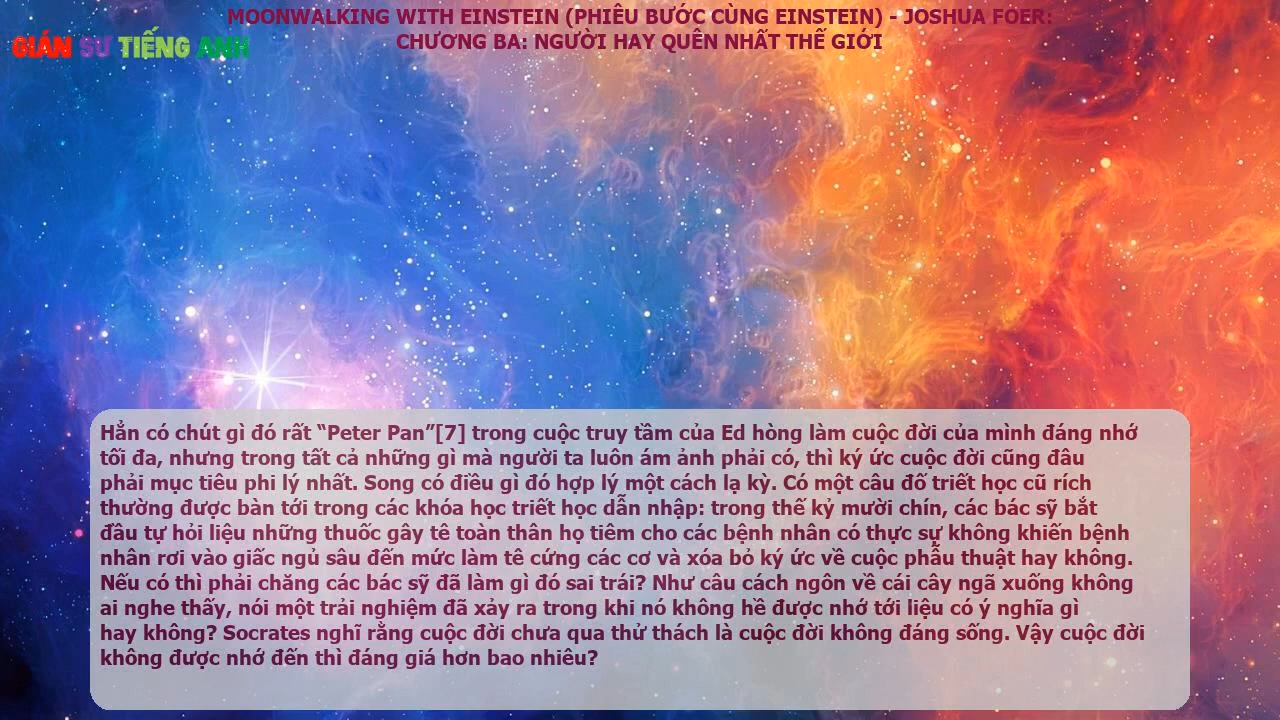 MOONWALKING WITH EINSTEIN (PHIÊU BƯỚC CÙNG EINSTEIN) - JOSHUA FOER:
CHƯƠNG BA: NGƯỜI HAY QUÊN NHẤT THẾ GIỚI
GIÁN SỨ TIẾNG ANH
Hẳn có chút gì đó rất “Peter Pan”[7] trong cuộc truy tầm của Ed hòng làm cuộc đời của mình đáng nhớ
tối đa, nhưng trong tất cả những gì mà người ta luôn ám ảnh phải có, thì ký ức cuộc đời cũng đâu
phải mục tiêu phi lý nhất. Song có điều gì đó hợp lý một cách lạ kỳ. Có một câu đố triết học cũ rích
thường được bàn tới trong các khóa học triết học dẫn nhập: trong thế kỷ mười chín, các bác sỹ bắt
đầu tự hỏi liệu những thuốc gây tê toàn thân họ tiêm cho các bệnh nhân có thực sự không khiến bệnh
nhân rơi vào giấc ngủ sâu đến mức làm tê cứng các cơ và xóa bỏ ký ức về cuộc phẫu thuật hay không.
Nếu có thì phải chăng các bác sỹ đã làm gì đó sai trái? Như câu cách ngôn về cái cây ngã xuống không
ai nghe thấy, nói một trải nghiệm đã xảy ra trong khi nó không hề được nhớ tới liệu có ý nghĩa gì
hay không? Socrates nghĩ rằng cuộc đời chưa qua thử thách là cuộc đời không đáng sống. Vậy cuộc đời
không được nhớ đến thì đáng giá hơn bao nhiêu?